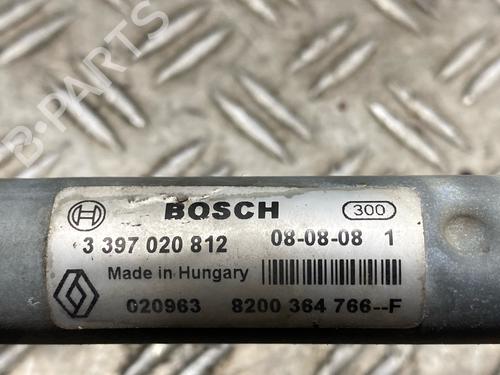 BOSCH 300
3 397 020 812 08-08-08 1
Made in Hungary
020963 8200 364 766--F
B-PARTS